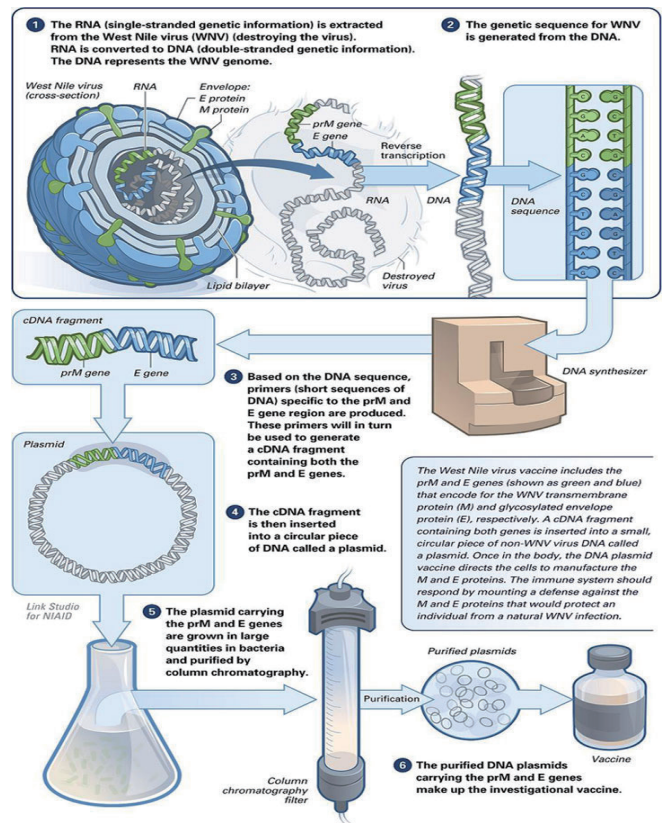 1 The RNA (single-stranded genetic information) is extracted
from the West Nile virus (WNV) (destroying the virus).
RNA is converted to DNA (double-stranded genetic information).
The DNA represents the WNV genome.
2 The genetic sequence for WNV
is generated from the DNA.
West Nile virus
(cross-section)
RNA
Envelope:
E protein
M protein
prM gene
E gene
Reverse
transcription
RNA
DNA
DNA
sequence
Lipid bilayer
Destroyed
virus
cDNA fragment
prM gene
E gene
DNA synthesizer
3 Based on the DNA sequence,
primers (short sequences of
DNA) specific to the prM and
E gene region are produced.
These primers will in turn
be used to generate
a cDNA fragment
containing both the
prM and E genes.
Plasmid
4 The cDNA fragment
is then inserted
into a circular piece
of DNA called a plasmid.
The West Nile virus vaccine includes the
prM and E genes (shown as green and blue)
that encode for the WNV transmembrane
protein (M) and glycosylated envelope
protein (E), respectively. A cDNA fragment
containing both genes is inserted into a small,
circular piece of non-WNV virus DNA called
a plasmid. Once in the body, the DNA plasmid
vaccine directs the cells to manufacture the
M and E proteins. The immune system should
respond by mounting a defense against the
M and E proteins that would protect an
individual from a natural WNV infection.
Link Studio
for NIAID
5 The plasmid carrying
the prM and E genes
are grown in large
quantities in bacteria
and purified by
column chromatography.
Purified plasmids
Purification
Vaccine
Column
chromatography
filter
6 The purified DNA plasmids
carrying the prM and E genes
make up the investigational vaccine.